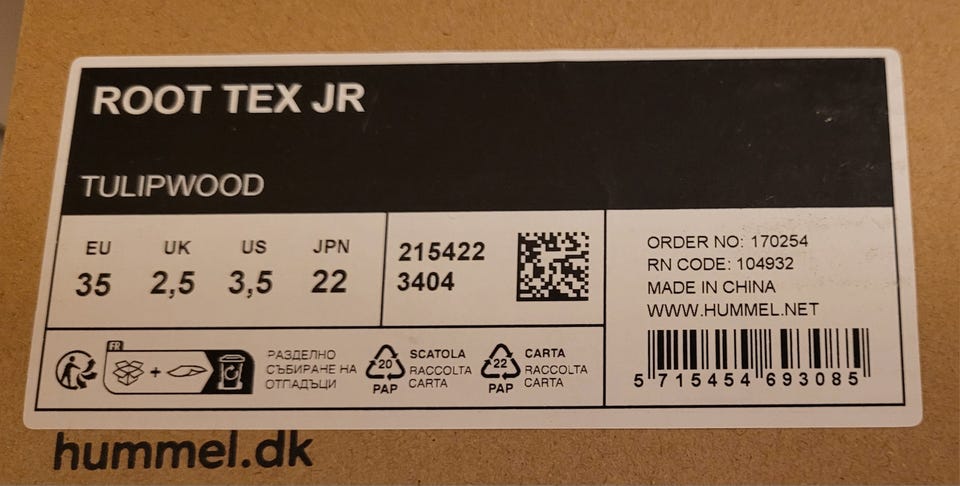 ROOT TEX JR
TULIPWOOD
EU UK US JPN
35 2,5 3,5 22
215422
3404
ORDER NO: 170254
RN CODE: 104932
MADE IN CHINA
WWW.HUMMEL.NET
5 715454 693085
FR
РАЗДЕЛНО
СЪБИРАНЕ НА
ОТПАДЪЦИ
20
PAP
SCATOLA
RACCOLTA
CARTA
22
PAP
CARTA
RACCOLTA
CARTA
hummel.dk